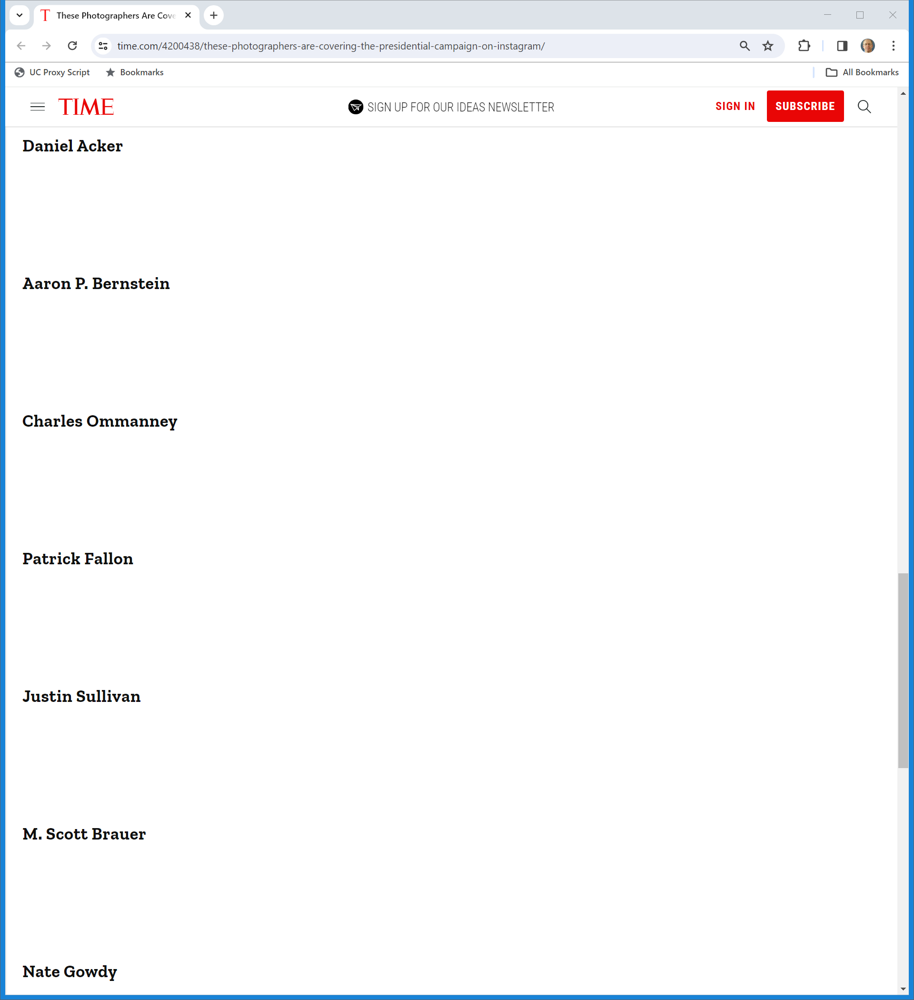 These Photographers Are Cove
time.com/4200438/these-photographers-are-covering-the-presidential-campaign-on-instagram/
UC Proxy Script
Bookmarks
All Bookmarks
TIME
SIGN UP FOR OUR IDEAS NEWSLETTER
SIGN IN
SUBSCRIBE
Daniel Acker
Aaron P. Bernstein
Charles Ommanney
Patrick Fallon
Justin Sullivan
M. Scott Brauer
Nate Gowdy